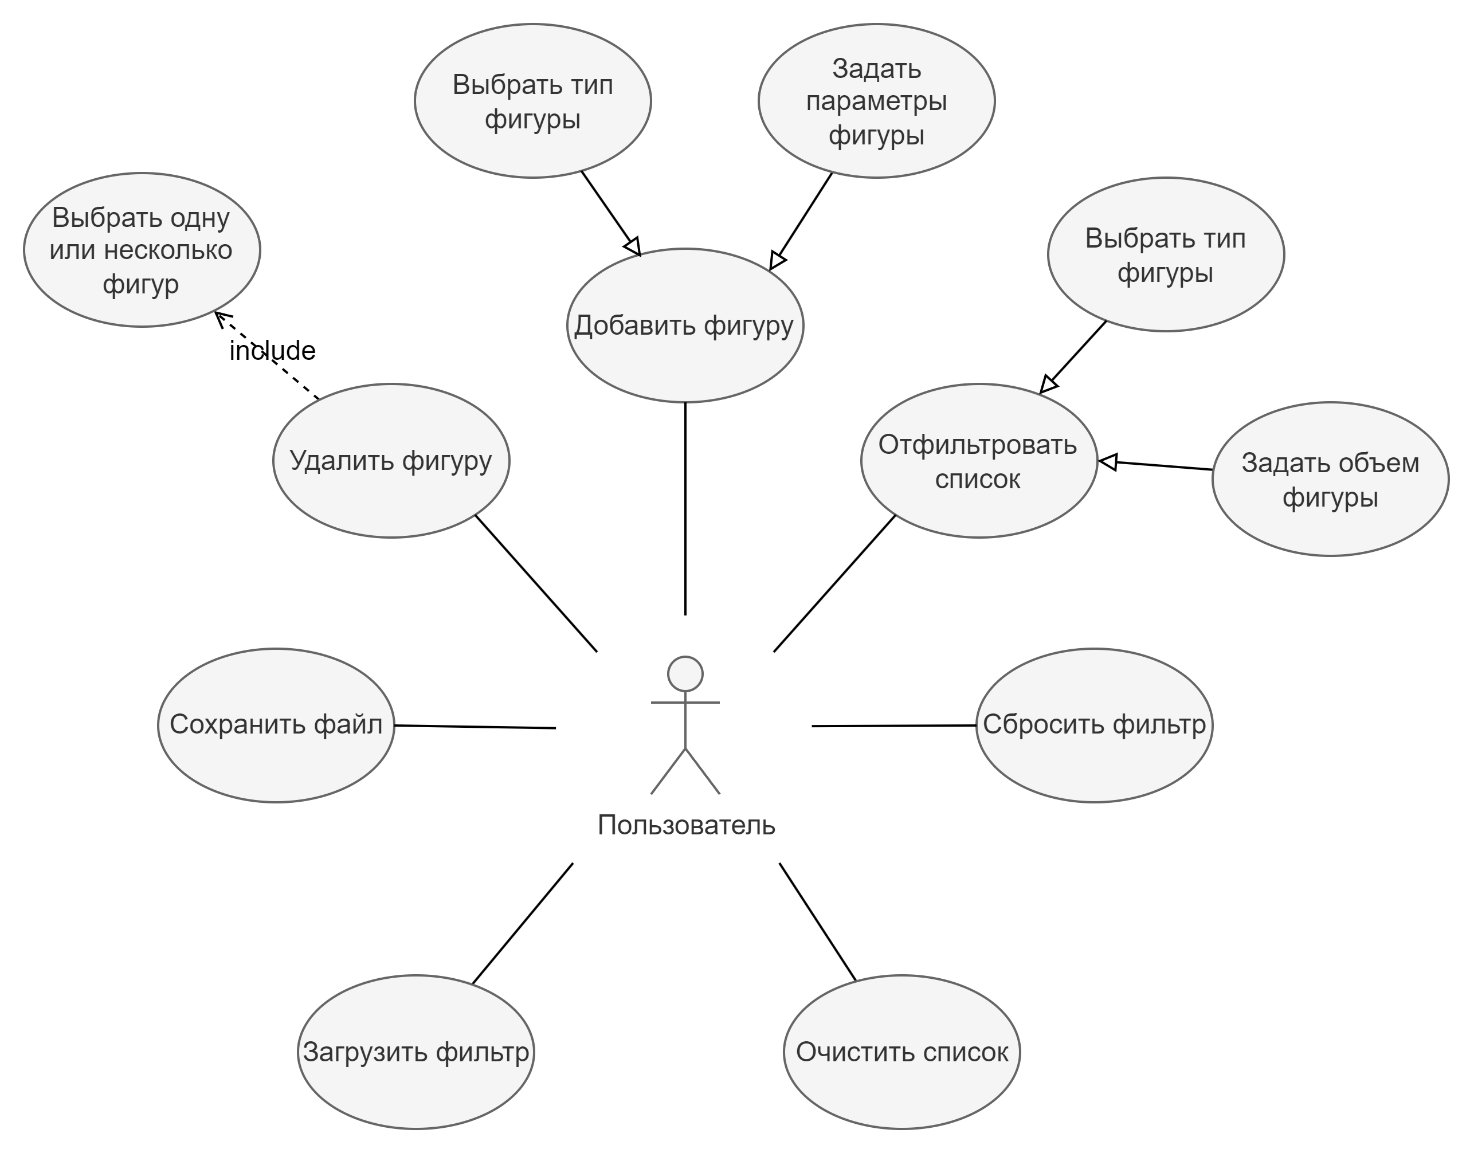 Выбрать тип
фигуры
Задать
параметры
фигуры
Выбрать одну
или несколько
фигур
Выбрать тип
фигуры
include
Добавить фигуру
Удалить фигуру
Отфильтровать
список
Задать объем
фигуры
Сохранить файл
Сбросить фильтр
Пользователь
Загрузить фильтр
Очистить список